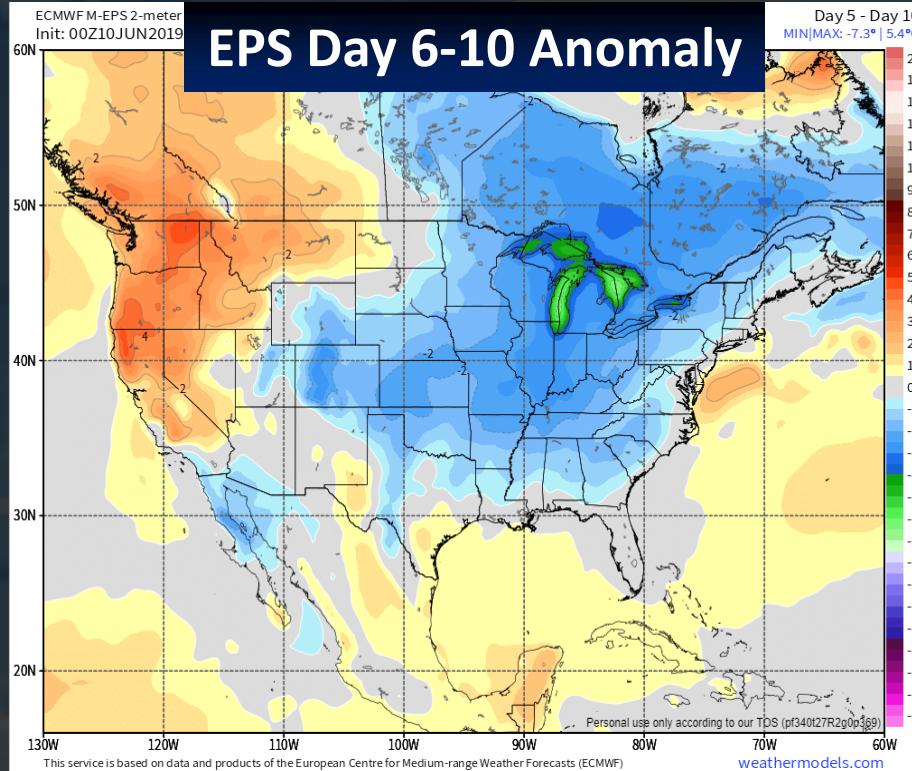 ECMWF M-EPS 2-meter
Init: 00Z10JUN2019
EPS Day 6-10 Anomaly
Day 5 - Day 1
MIN|MAX: -7.3° | 5.4°
60N
50N
40N
30N
20N
2
2
2
2
4
2
-2
-2
-2
-2
-2
Personal use only according to our TOS (pf340t27R2g0p369)
130W 120W 110W 100W 90W 80W 70W 60W
This service is based on data and products of the European Centre for Medium-range Weather Forecasts (ECMWF)
weathermodels.com